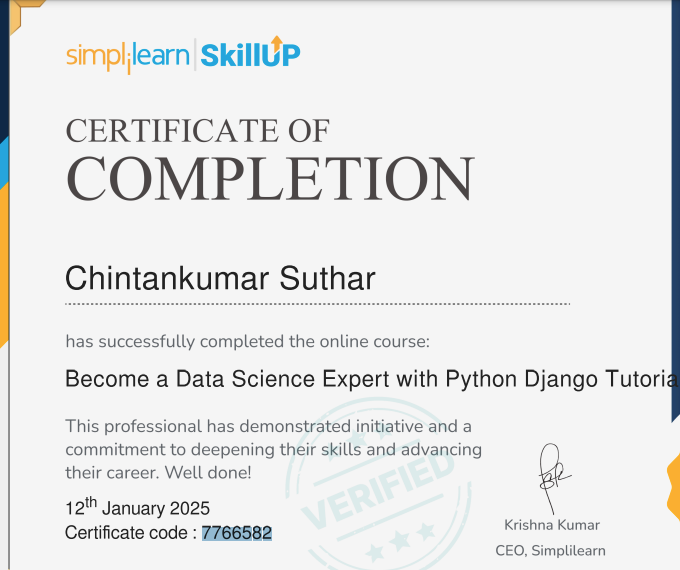 simplilearn | SkillUP
CERTIFICATE OF
COMPLETION
Chintankumar Suthar
has successfully completed the online course:
Become a Data Science Expert with Python Django Tutoria
This professional has demonstrated initiative and a
commitment to deepening their skills and advancing
their career. Well done!
VERIFIED
12th January 2025
Certificate code : 7766582
Krishna Kumar
CEO, Simplilearn